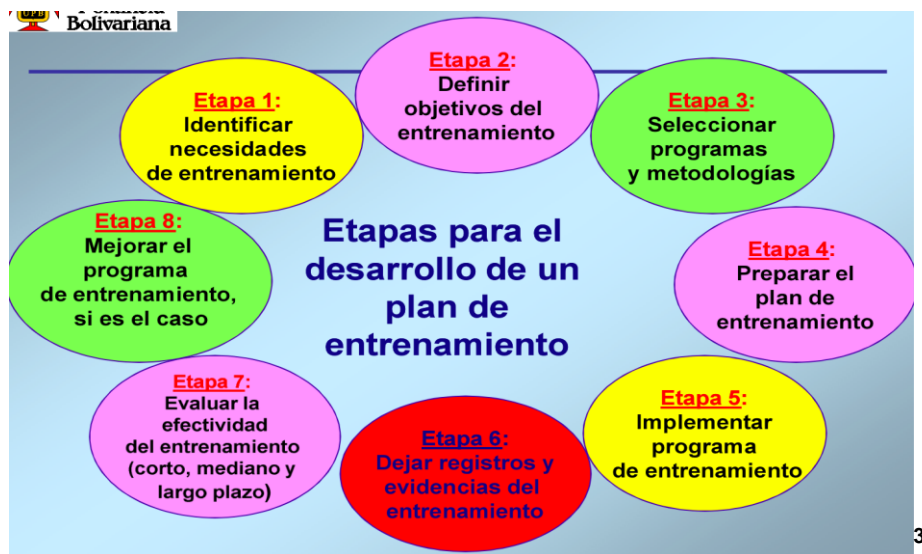 Bolivariana
Etapa 1:
Identificar
necesidades
de entrenamiento
Etapa 2:
Definir
objetivos del
entrenamiento
Etapa 3:
Seleccionar
programas
y metodologías
Etapa 4:
Preparar el
plan de
entrenamiento
Etapa 5:
Implementar
programa
de entrenamiento
Etapa 6:
Dejar registros y
evidencias del
entrenamiento
Etapa 7:
Evaluar la
efectividad
del entrenamiento
(corto, mediano y
largo plazo)
Etapa 8:
Mejorar el
programa
de entrenamiento,
si es el caso
Etapas para el
desarrollo de un
plan de
entrenamiento
3